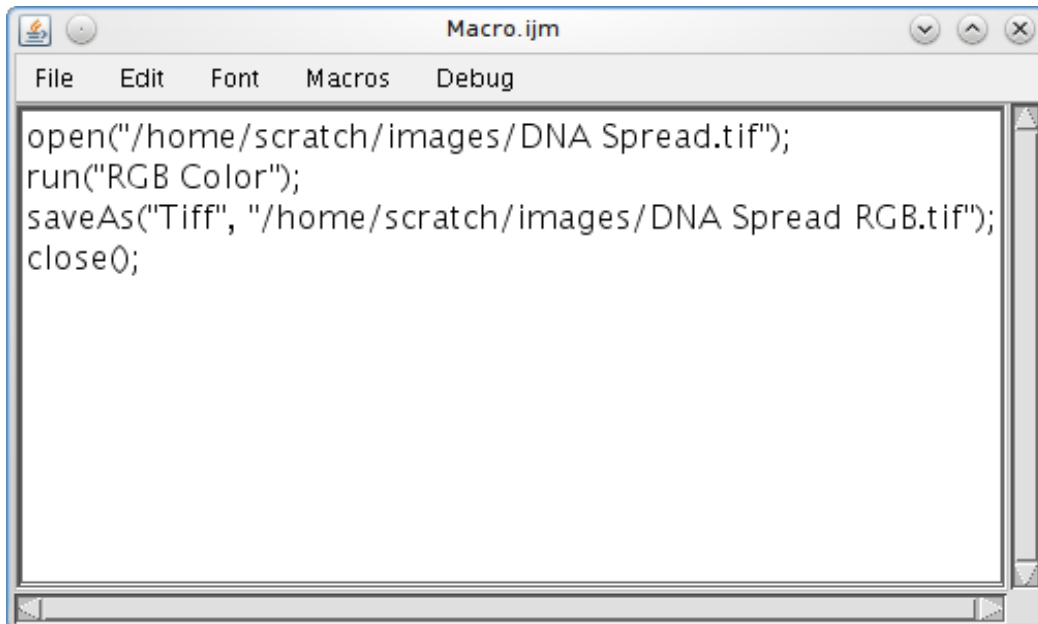 Macro.ijm
File Edit Font Macros Debug
open("/home/scratch/images/DNA Spread.tif");
run("RGB Color");
saveAs("Tiff", "/home/scratch/images/DNA Spread RGB.tif");
close();